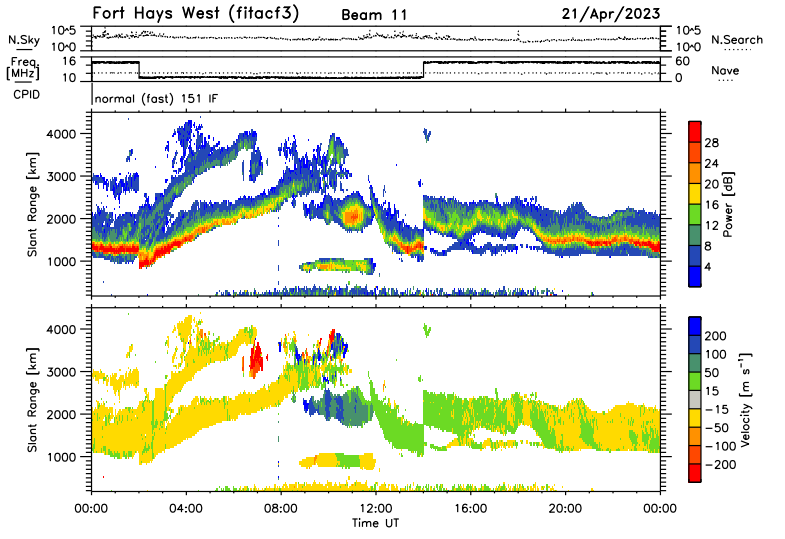 Fort Hays West (fitacf3) Beam 11 21/Apr/2023
N.Sky 10^5 10^0 10^5 10^0 N.Search
Freq. [MHz] 16 10 60 0 Nave
CPID normal (fast) 151 IF
Slant Range [km] 4000 3000 2000 1000
Power [dB] 28 24 20 16 12 8 4
Slant Range [km] 4000 3000 2000 1000
Velocity [m s⁻¹] 200 100 50 15 −15 −50 −100 −200
00:00 04:00 08:00 12:00 16:00 20:00 00:00
Time UT